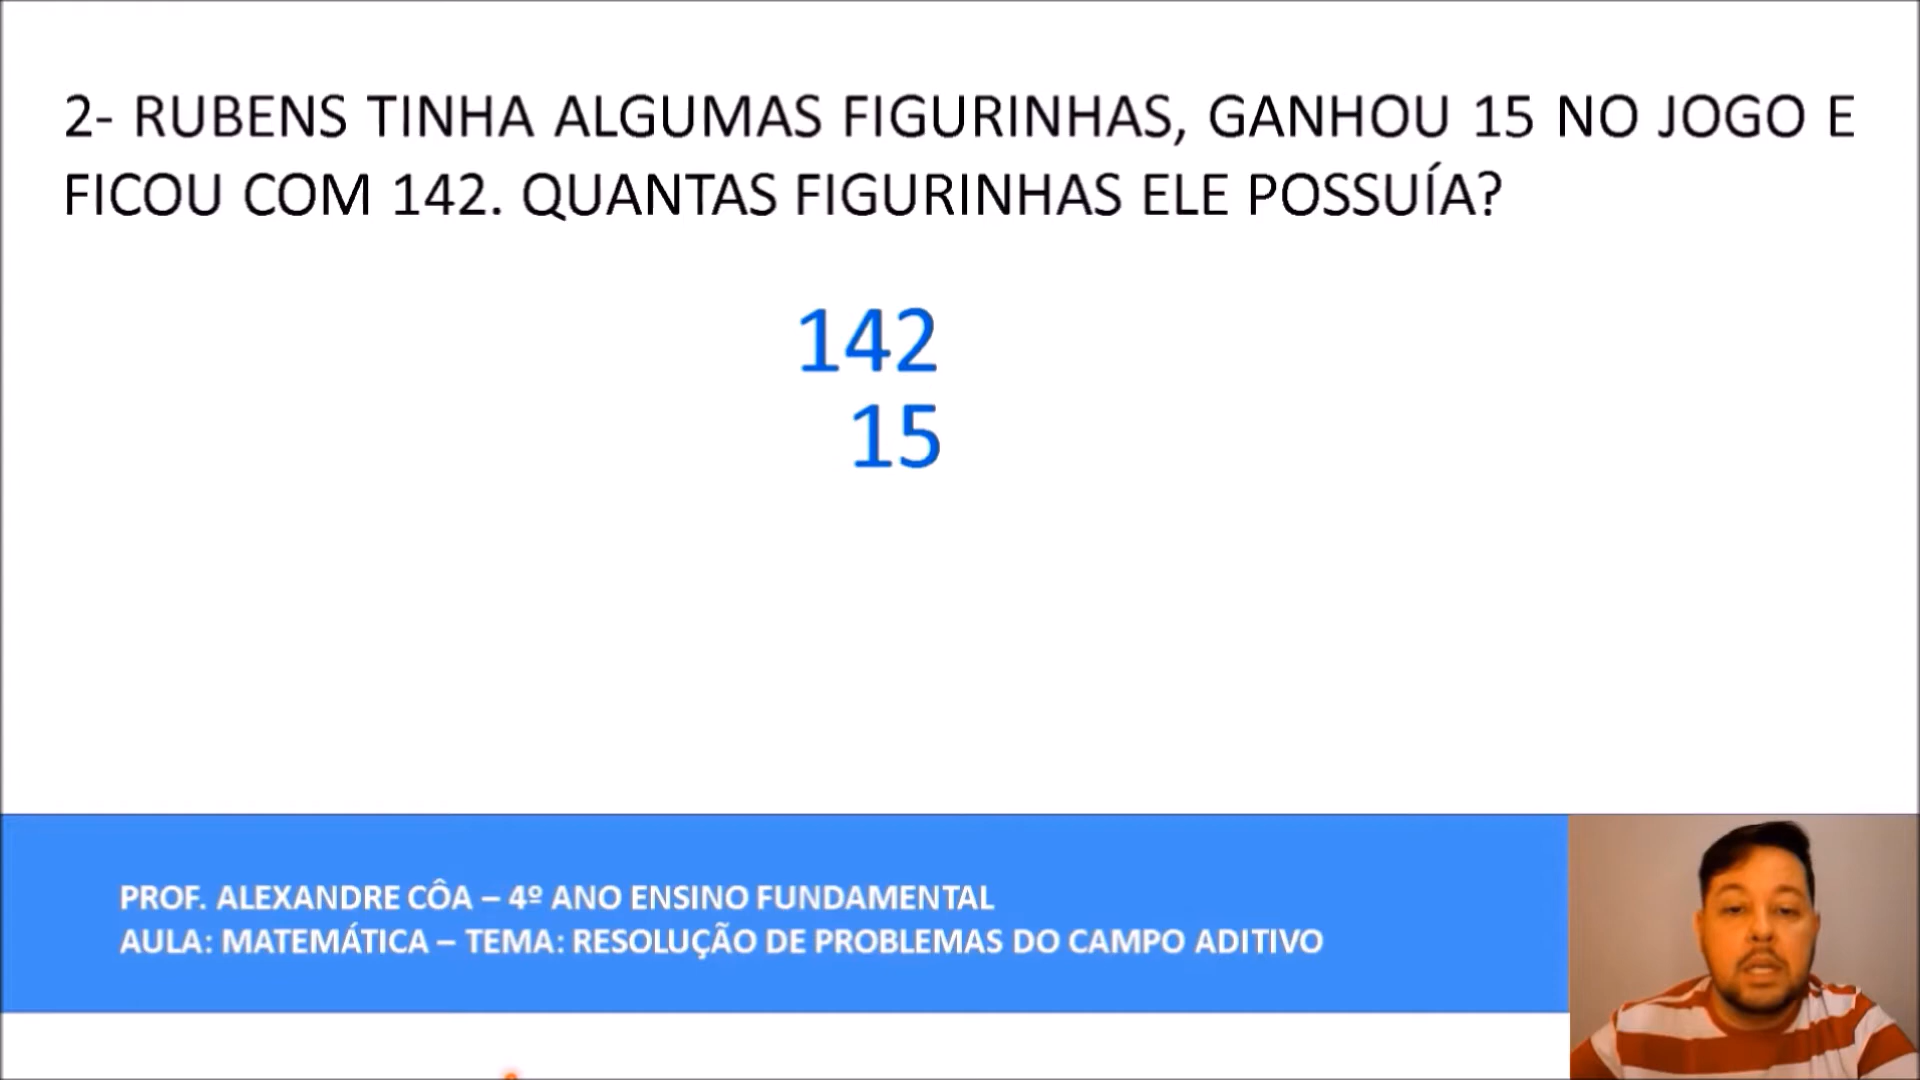 2- RUBENS TINHA ALGUMAS FIGURINHAS, GANHOU 15 NO JOGO E
FICOU COM 142. QUANTAS FIGURINHAS ELE POSSUÍA?
142
15
PROF. ALEXANDRE CÔA – 4º ANO ENSINO FUNDAMENTAL
AULA: MATEMÁTICA – TEMA: RESOLUÇÃO DE PROBLEMAS DO CAMPO ADITIVO